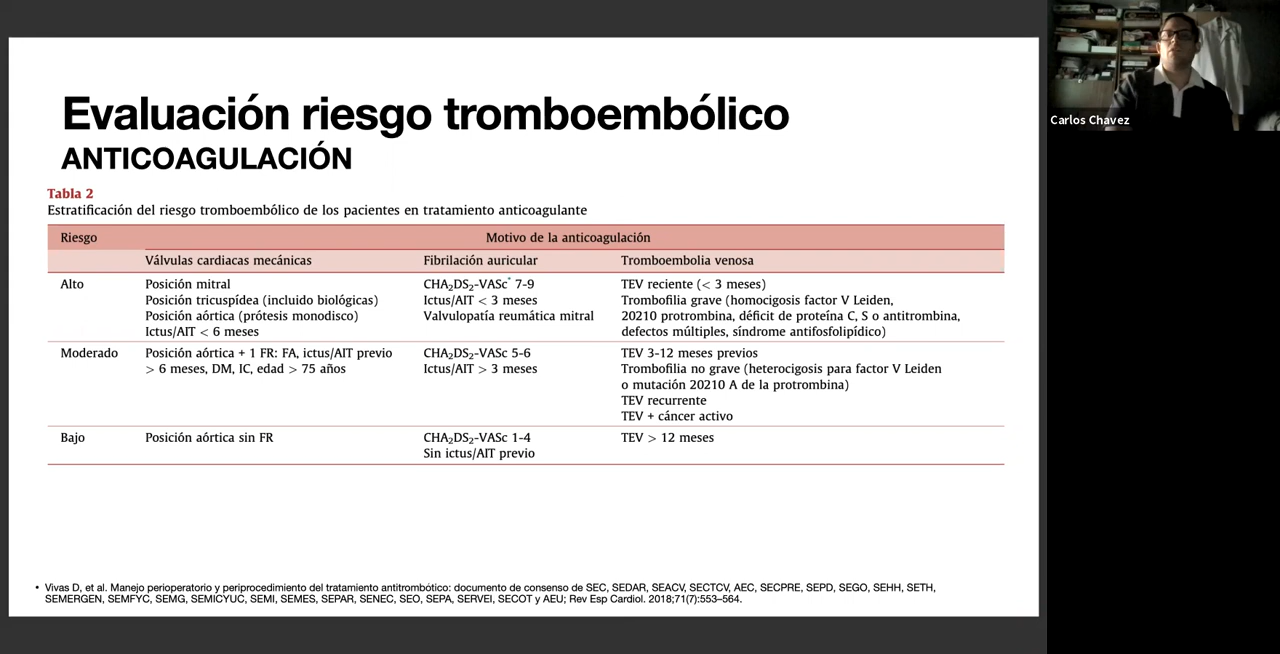 Evaluación riesgo tromboembólico
ANTICOAGULACIÓN
Tabla 2
Estratificación del riesgo tromboembólico de los pacientes en tratamiento anticoagulante
Riesgo
Motivo de la anticoagulación
Válvulas cardiacas mecánicas
Fibrilación auricular
Tromboembolia venosa
Alto
Posición mitral
Posición tricuspídea (incluido biológicas)
Posición aórtica (prótesis monodisco)
Ictus/AIT < 6 meses
CHA₂DS₂-VASc* 7-9
Ictus/AIT < 3 meses
Valvulopatía reumática mitral
TEV reciente (< 3 meses)
Trombofilia grave (homocigosis factor V Leiden,
20210 protrombina, déficit de proteína C, S o antitrombina,
defectos múltiples, síndrome antifosfolipídico)
Moderado
Posición aórtica + 1 FR: FA, ictus/AIT previo
> 6 meses, DM, IC, edad > 75 años
CHA₂DS₂-VASc 5-6
Ictus/AIT > 3 meses
TEV 3-12 meses previos
Trombofilia no grave (heterocigosis para factor V Leiden
o mutación 20210 A de la protrombina)
TEV recurrente
TEV + cáncer activo
Bajo
Posición aórtica sin FR
CHA₂DS₂-VASc 1-4
Sin ictus/AIT previo
TEV > 12 meses
• Vivas D, et al. Manejo perioperatorio y periprocedimiento del tratamiento antitrombótico: documento de consenso de SEC, SEDAR, SEACV, SECTCV, AEC, SECPRE, SEPD, SEGO, SEHH, SETH,
SEMERGEN, SEMFYC, SEMG, SEMICYUC, SEMI, SEMES, SEPAR, SENEC, SEO, SEPA, SERVEI, SECOT y AEU; Rev Esp Cardiol. 2018;71(7):553–564.
Carlos Chavez